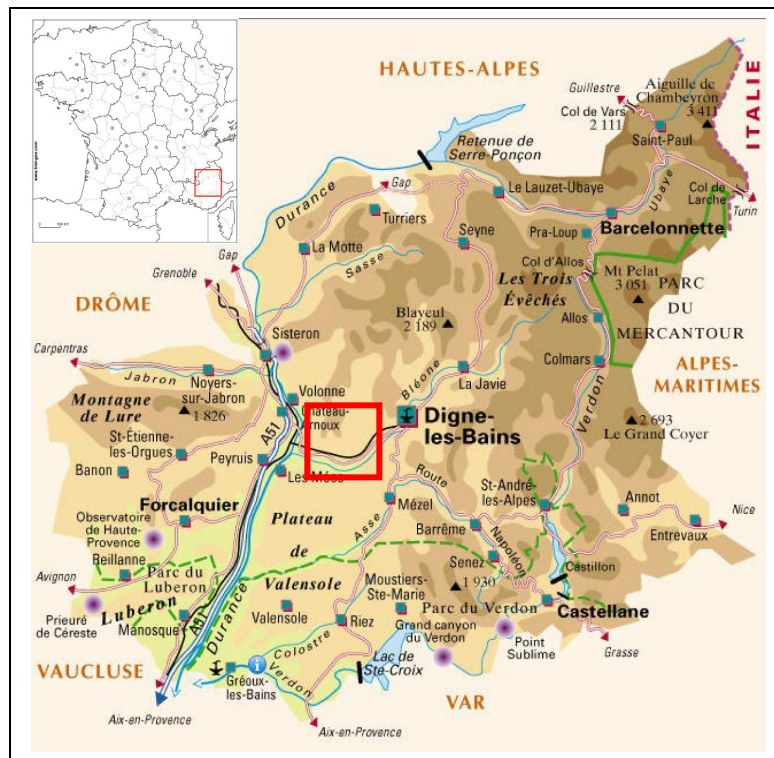 www.bivouges.com
HAUTES-ALPES
Guillestre
Aiguille de
Chambeyron
3 411
Col de Vars
2 111
Saint-Paul
ITALIE
Retenue de
Serre-Ponçon
Gap
Le Lauzet-Ubaye
Ubaye
Col de
Larche
Turin
Durance
Turriers
Barcelonnette
Seyne
Pra-Loup
La Motte
Sasse
Col d'Allos
Gap
Grenoble
Les Trois
Évêchés
Mt Pelat
3 051
PARC
DU
MERCANTOUR
DRÔME
Blayeul
2 189
Allos
Sisteron
Carpentras
Colmars
ALPES-
MARITIMES
Jabron
Noyers-
sur-Jabron
Bléone
La Javie
Verdon
Montagne
de Lure
1 826
Volonne
Château-
Arnoux
A51
Digne-
les-Bains
2 693
Le Grand Coyer
St-Étienne-
les-Orgues
Banon
Peyruis
Les Mées
Route
Napoléon
St-André-
les-Alpes
Annot
Nice
Forcalquier
Mézel
Plateau
de
Valensole
Asse
Barrême
Entrevaux
Observatoire
de Haute-
Provence
Reillanne
Senez
Castillon
Avignon
Parc du
Luberon
Luberon
Moustiers-
Ste-Marie
1 930
Parc du Verdon
Castellane
Prieuré
de Céreste
Manosque
A51
Durance
Valensole
Riez
Grand canyon
du Verdon
Point
Sublime
Grasse
Colostre
VAUCLUSE
Gréoux-
les-Bains
Verdon
Lac de
Ste-Croix
VAR
Aix-en-Provence
Aix-en-Provence